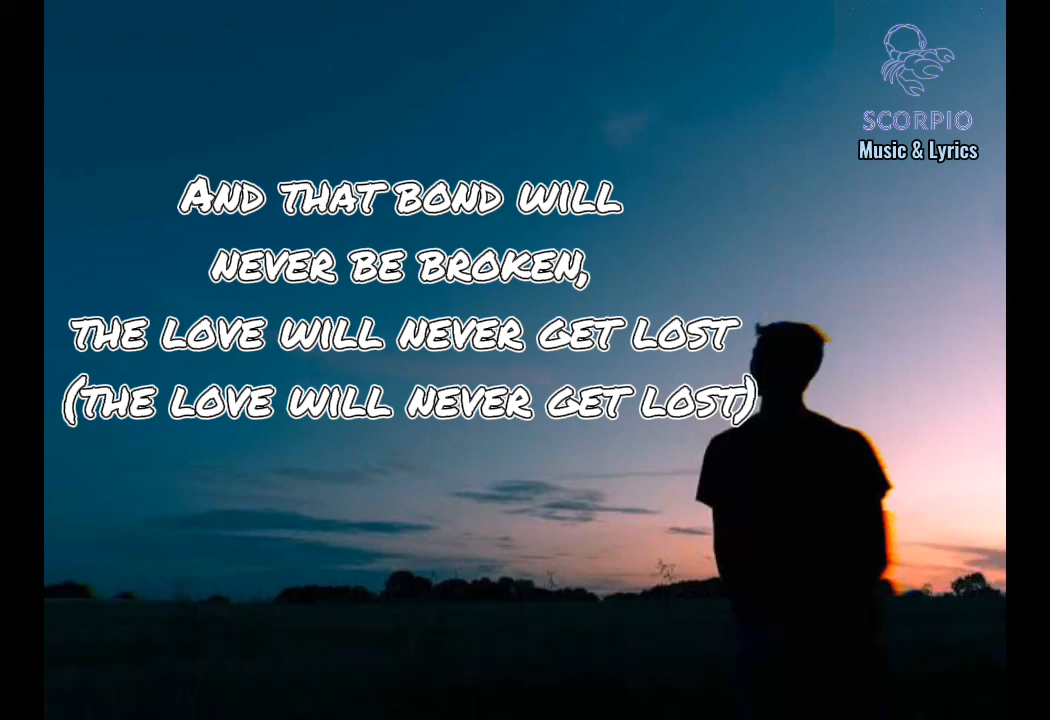 SCORPIO
Music & Lyrics
AND THAT BOND WILL
NEVER BE BROKEN,
THE LOVE WILL NEVER GET LOST
(THE LOVE WILL NEVER GET LOST)